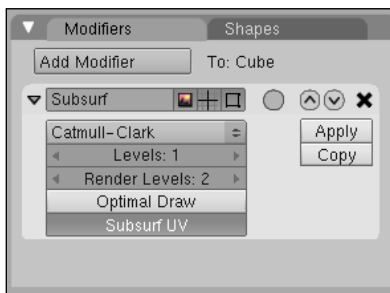 Modifiers Shapes
Add Modifier To: Cube
Subsurf
Catmull-Clark Apply
Levels: 1 Copy
Render Levels: 2
Optimal Draw
Subsurf UV